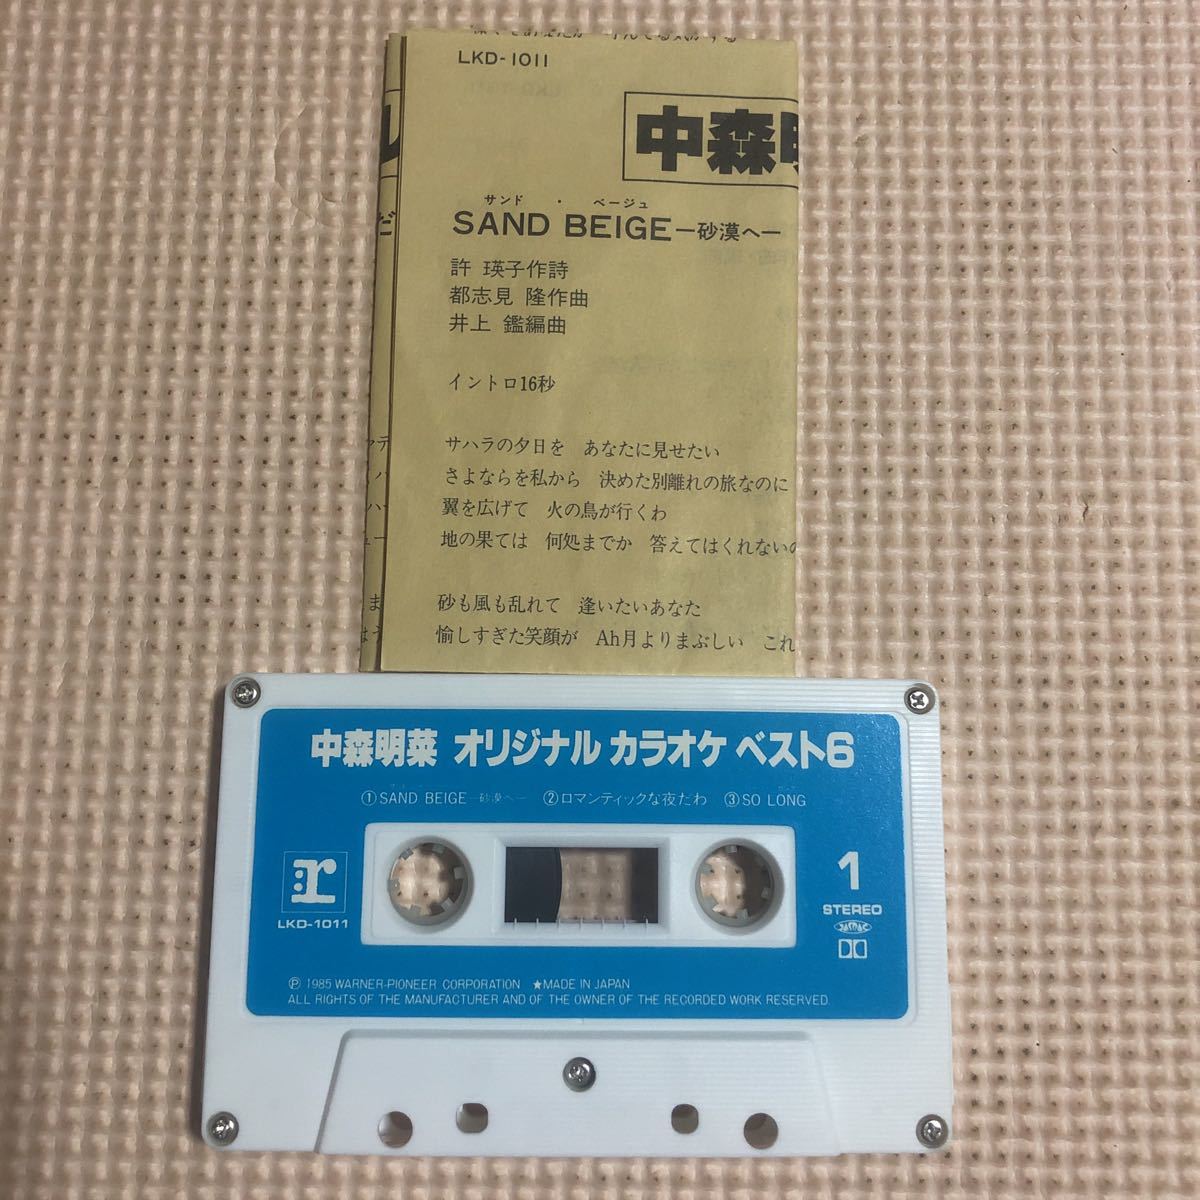 LKD-1011
中森明
サンド・ベージュ
SAND BEIGE—砂漠へ—
許 瑛子作詩
都志見 隆作曲
井上 鑑編曲
イントロ16秒
サハラの夕日を あなたに見せたい
さよならを私から 決めた別離れの旅なのに
翼を広げて 火の鳥が行くわ
地の果ては 何処までか 答えてはくれないの
砂も風も乱れて 逢いたいあなた
愉しすぎた笑顔が Ah月よりまぶしい これ
中森明菜 オリジナル カラオケ ベスト6
①SAND BEIGE—砂漠へ— ②ロマンティックな夜だわ ③SO LONG
r
LKD-1011
1
STEREO
Ⓟ 1985 WARNER-PIONEER CORPORATION ★MADE IN JAPAN
ALL RIGHTS OF THE MANUFACTURER AND OF THE OWNER OF THE RECORDED WORK RESERVED.